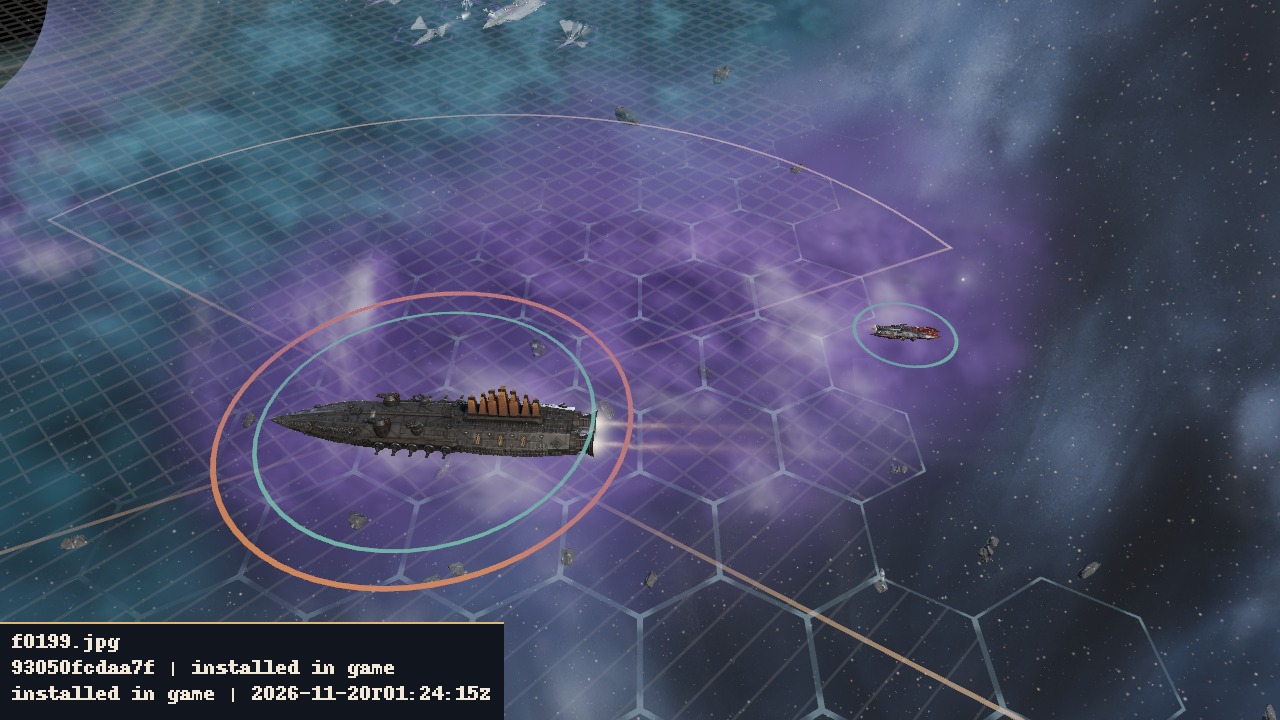 f0199.jpg
93050fcdaa7f | installed in game
installed in game | 2026-11-20T01:24:15Z